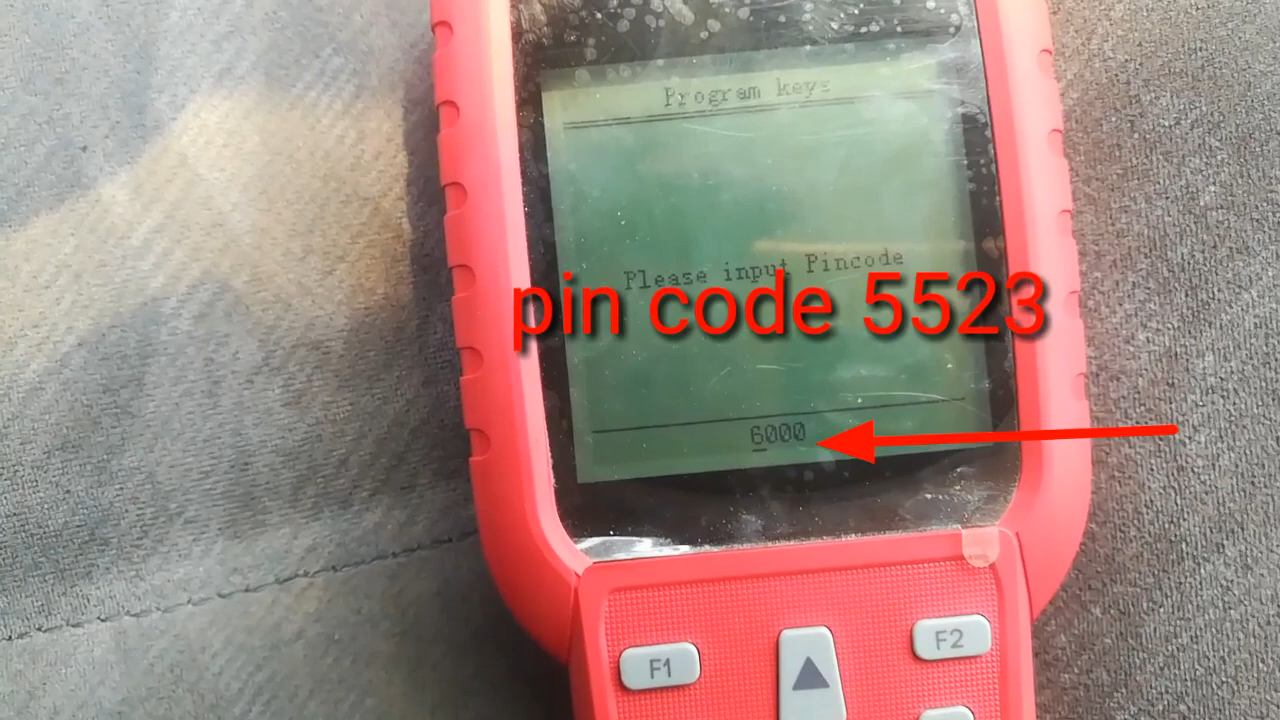 Program keys
Please input Pincode
pin code 5523
6000
F1
F2